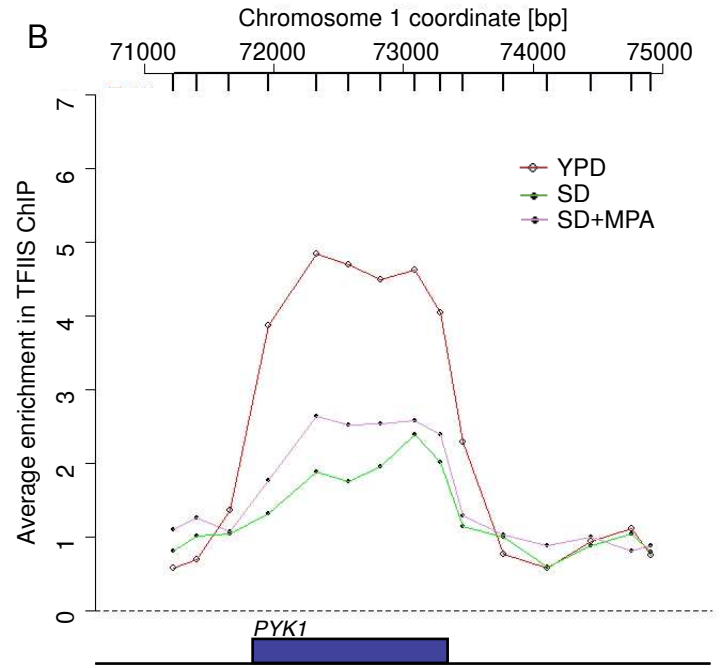 B
Chromosome 1 coordinate [bp]
71000 72000 73000 74000 75000
7
6
5
4
3
2
1
0
Average enrichment in TFIIS ChIP
YPD
SD
SD+MPA
PYK1